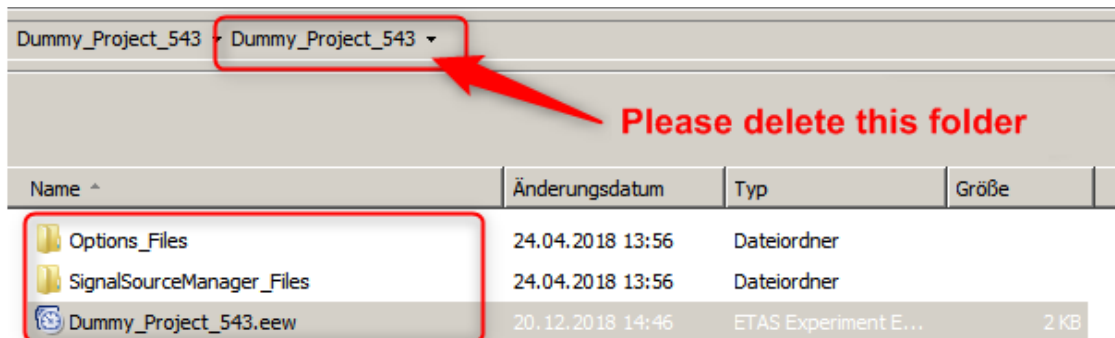 Dummy_Project_543 Dummy_Project_543
Please delete this folder
Name Änderungsdatum Typ Größe
Options_Files 24.04.2018 13:56 Dateiordner
SignalSourceManager_Files 24.04.2018 13:56 Dateiordner
Dummy_Project_543.eew 20.12.2018 14:46 ETAS Experiment E... 2 KB